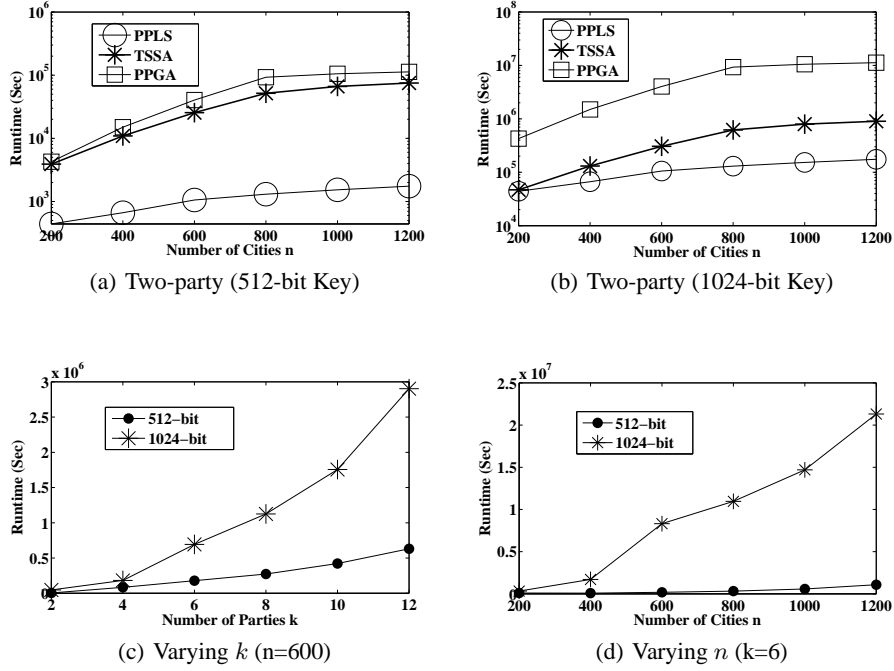 10^6
10^5
10^4
10^3
Runtime (Sec)
PPLS
TSSA
PPGA
200 400 600 800 1000 1200
Number of Cities n
(a) Two-party (512-bit Key)
10^8
10^7
10^6
10^5
10^4
Runtime (Sec)
PPLS
TSSA
PPGA
200 400 600 800 1000 1200
Number of Cities n
(b) Two-party (1024-bit Key)
x 10^6
3
2.5
2
1.5
1
0.5
0
Runtime (Sec)
512-bit
1024-bit
2 4 6 8 10 12
Number of Parties k
(c) Varying k (n=600)
x 10^7
2.5
2
1.5
1
0.5
0
Runtime (Sec)
512-bit
1024-bit
200 400 600 800 1000 1200
Number of Cities n
(d) Varying n (k=6)